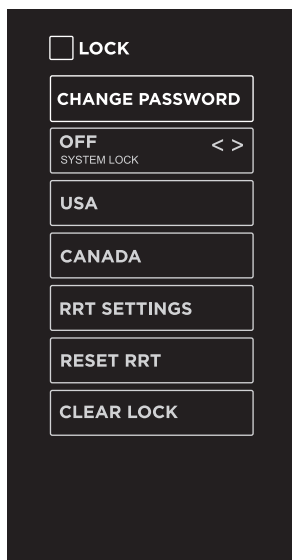 LOCK
CHANGE PASSWORD
OFF < >
SYSTEM LOCK
USA
CANADA
RRT SETTINGS
RESET RRT
CLEAR LOCK